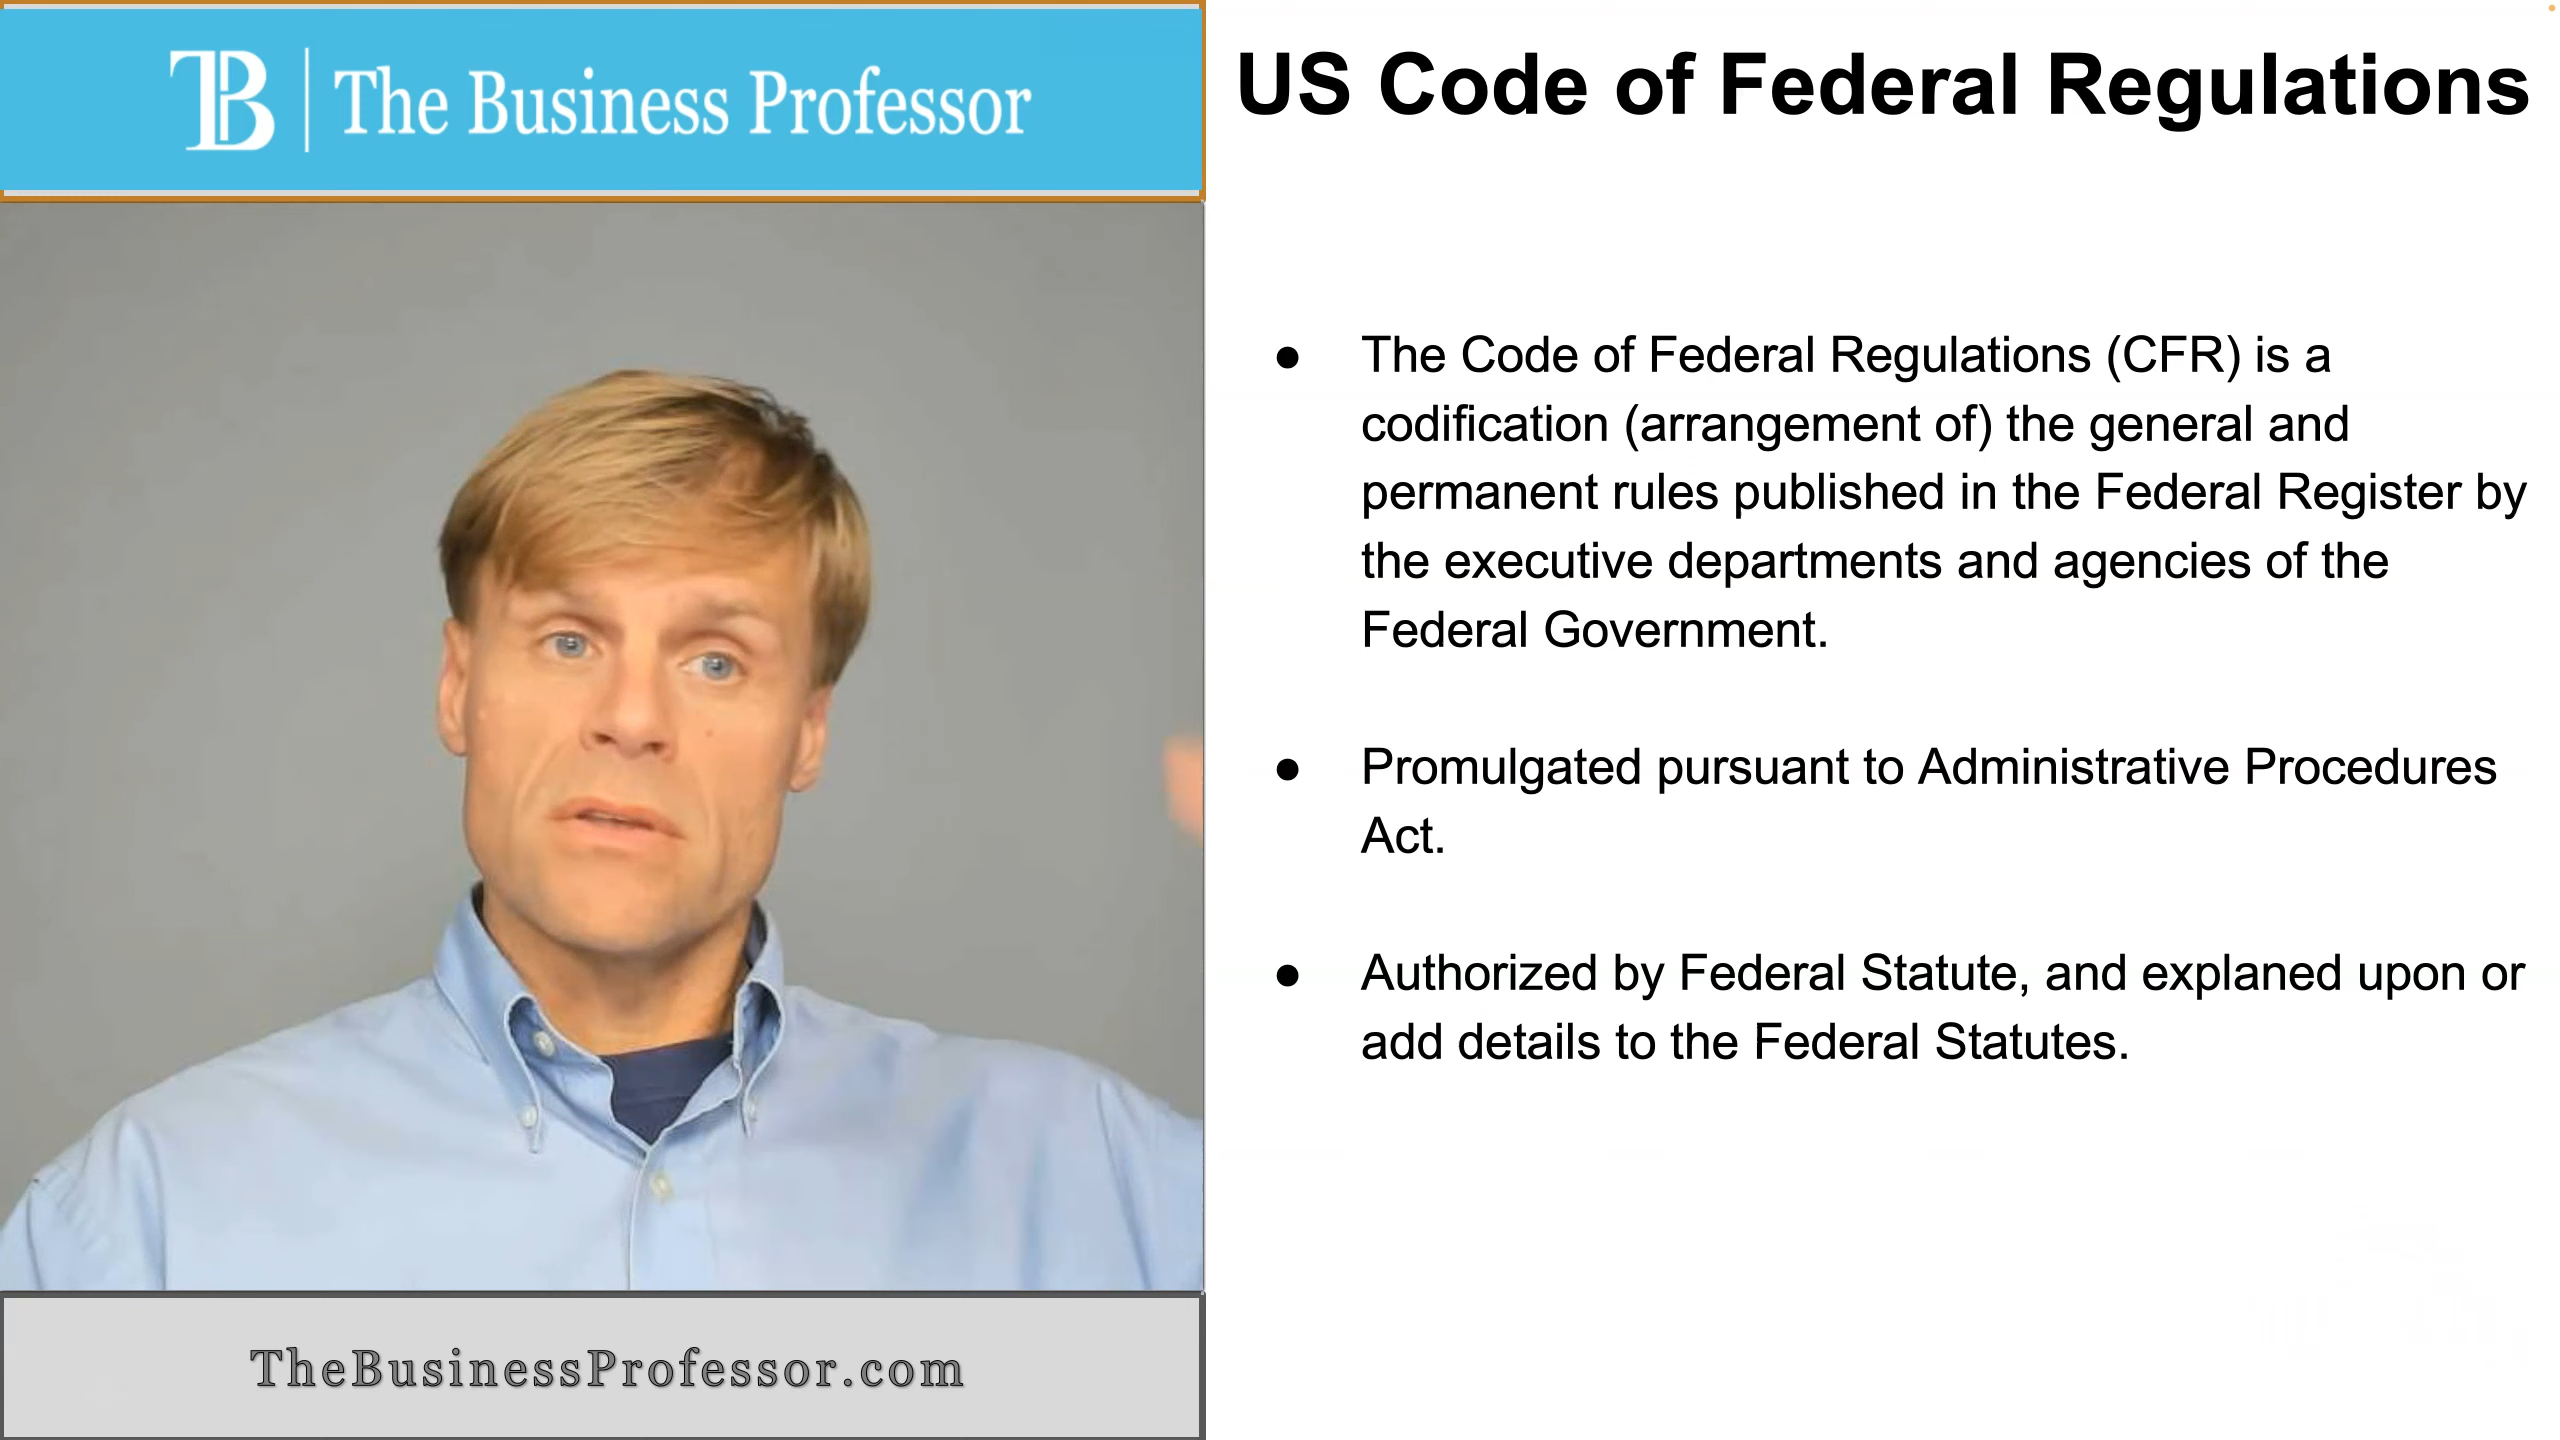 TB | The Business Professor
US Code of Federal Regulations
● The Code of Federal Regulations (CFR) is a
codification (arrangement of) the general and
permanent rules published in the Federal Register by
the executive departments and agencies of the
Federal Government.
● Promulgated pursuant to Administrative Procedures
Act.
● Authorized by Federal Statute, and explaned upon or
add details to the Federal Statutes.
TheBusinessProfessor.com